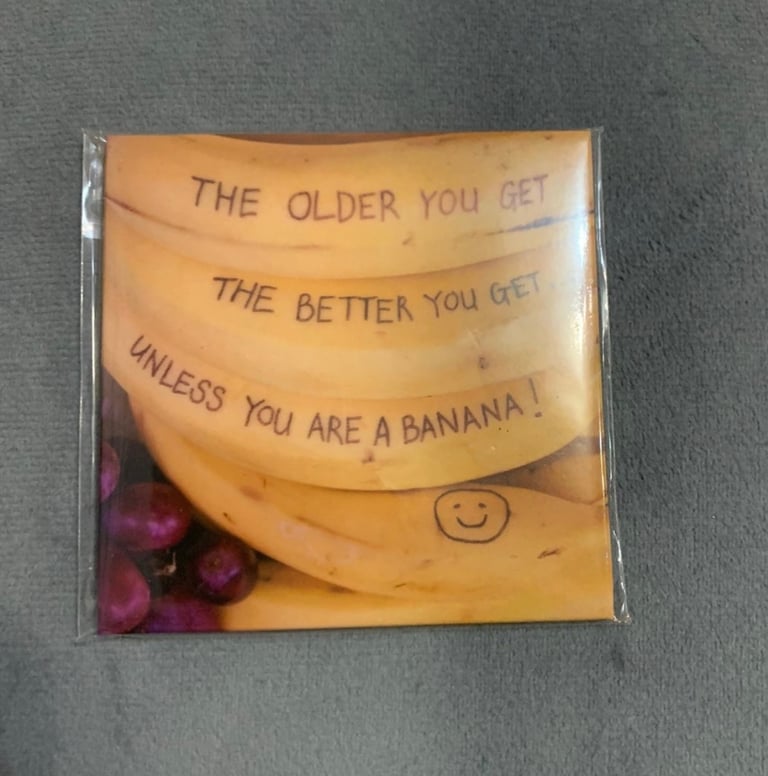 THE OLDER YOU GET
THE BETTER YOU GET
UNLESS YOU ARE A BANANA!